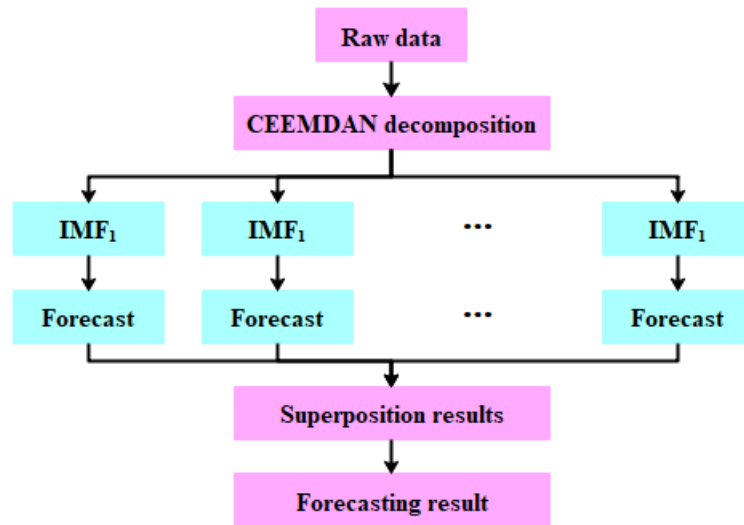 Raw data
CEEMDAN decomposition
IMF₁ IMF₁ ... IMF₁
Forecast Forecast ... Forecast
Superposition results
Forecasting result